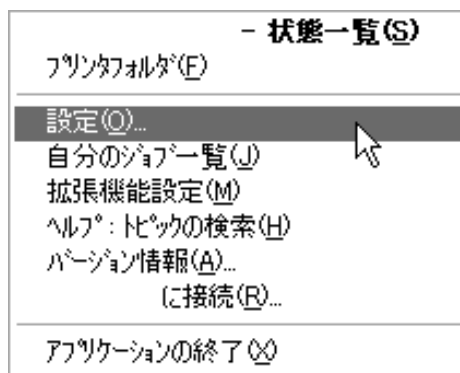 - 状態一覧(S)
ﾌﾟﾘﾝﾀﾌｫﾙﾀﾞ(F)
設定(O)...
自分のｼﾞｮﾌﾞ一覧(J)
拡張機能設定(M)
ﾍﾙﾌﾟ:ﾄﾋﾟｯｸの検索(H)
ﾊﾞｰｼﾞｮﾝ情報(A)...
に接続(R)...
ｱﾌﾟﾘｹｰｼｮﾝの終了(X)